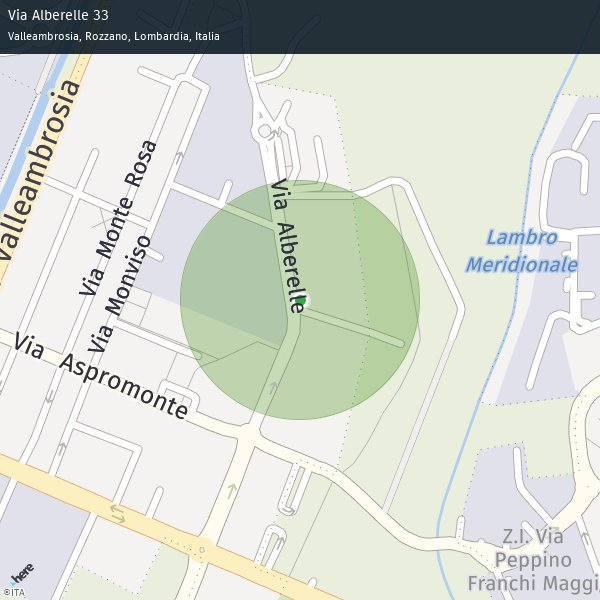 Via Alberelle 33
Valleambrosia, Rozzano, Lombardia, Italia
Valleambrosia
Via Monte Rosa
Via Monviso
Via Alberelle
Lambro
Meridionale
Via Aspromonte
Z.I. Via
Peppino
Franchi Maggi,
here
©ITA